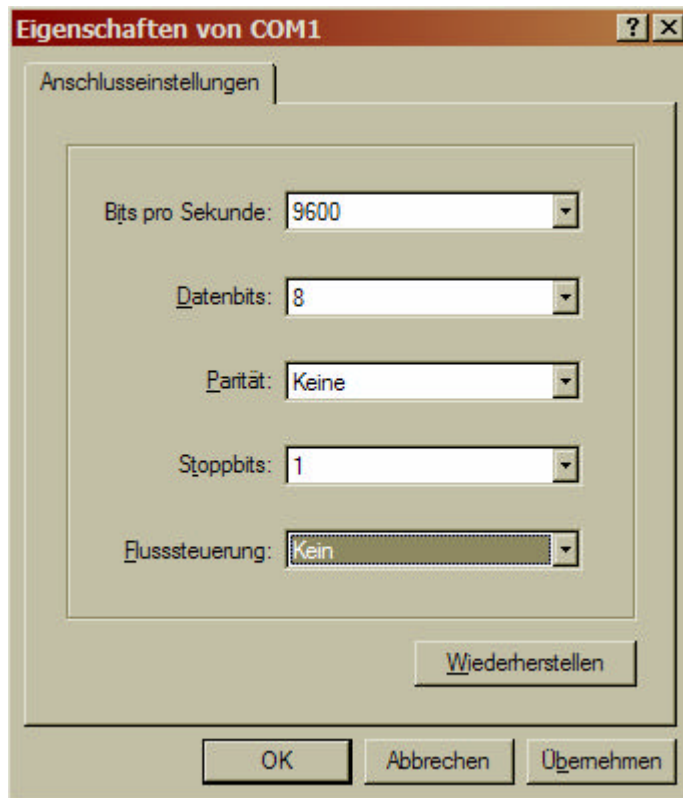 Eigenschaften von COM1
Anschlusseinstellungen
Bits pro Sekunde: 9600
Datenbits: 8
Parität: Keine
Stoppbits: 1
Flusssteuerung: Kein
Wiederherstellen
OK Abbrechen Übernehmen